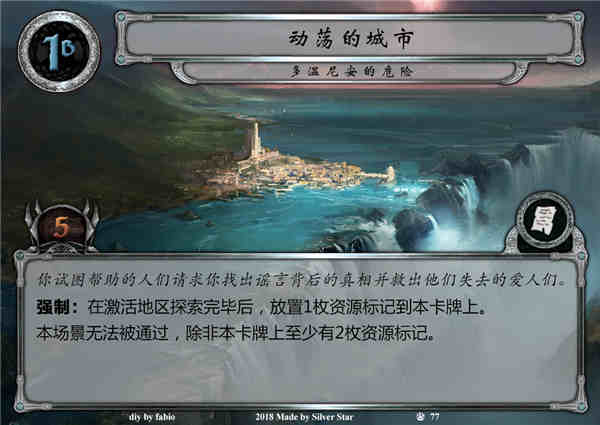 1B
动荡的城市
多温尼安的危险
5
你试图帮助的人们请求你找出谣言背后的真相并救出他们失去的爱人们。
强制：在激活地区探索完毕后，放置1枚资源标记到本卡牌上。
本场景无法被通过，除非本卡牌上至少有2枚资源标记。
diy by fabio 2018 Made by Silver Star 77